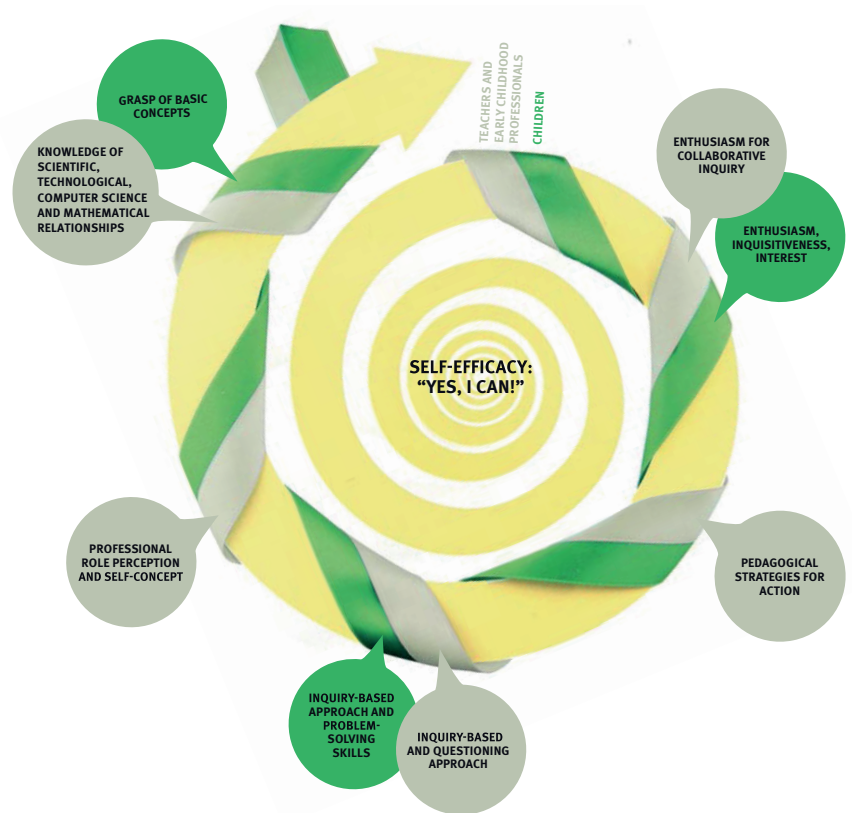 TEACHERS AND
EARLY CHILDHOOD
PROFESSIONALS
CHILDREN
GRASP OF BASIC
CONCEPTS
KNOWLEDGE OF
SCIENTIFIC,
TECHNOLOGICAL,
COMPUTER SCIENCE
AND MATHEMATICAL
RELATIONSHIPS
ENTHUSIASM FOR
COLLABORATIVE
INQUIRY
ENTHUSIASM,
INQUISITIVENESS,
INTEREST
SELF-EFFICACY:
“YES, I CAN!”
PROFESSIONAL
ROLE PERCEPTION
AND SELF-CONCEPT
PEDAGOGICAL
STRATEGIES FOR
ACTION
INQUIRY-BASED
APPROACH AND
PROBLEM-
SOLVING
SKILLS
INQUIRY-BASED
AND QUESTIONING
APPROACH